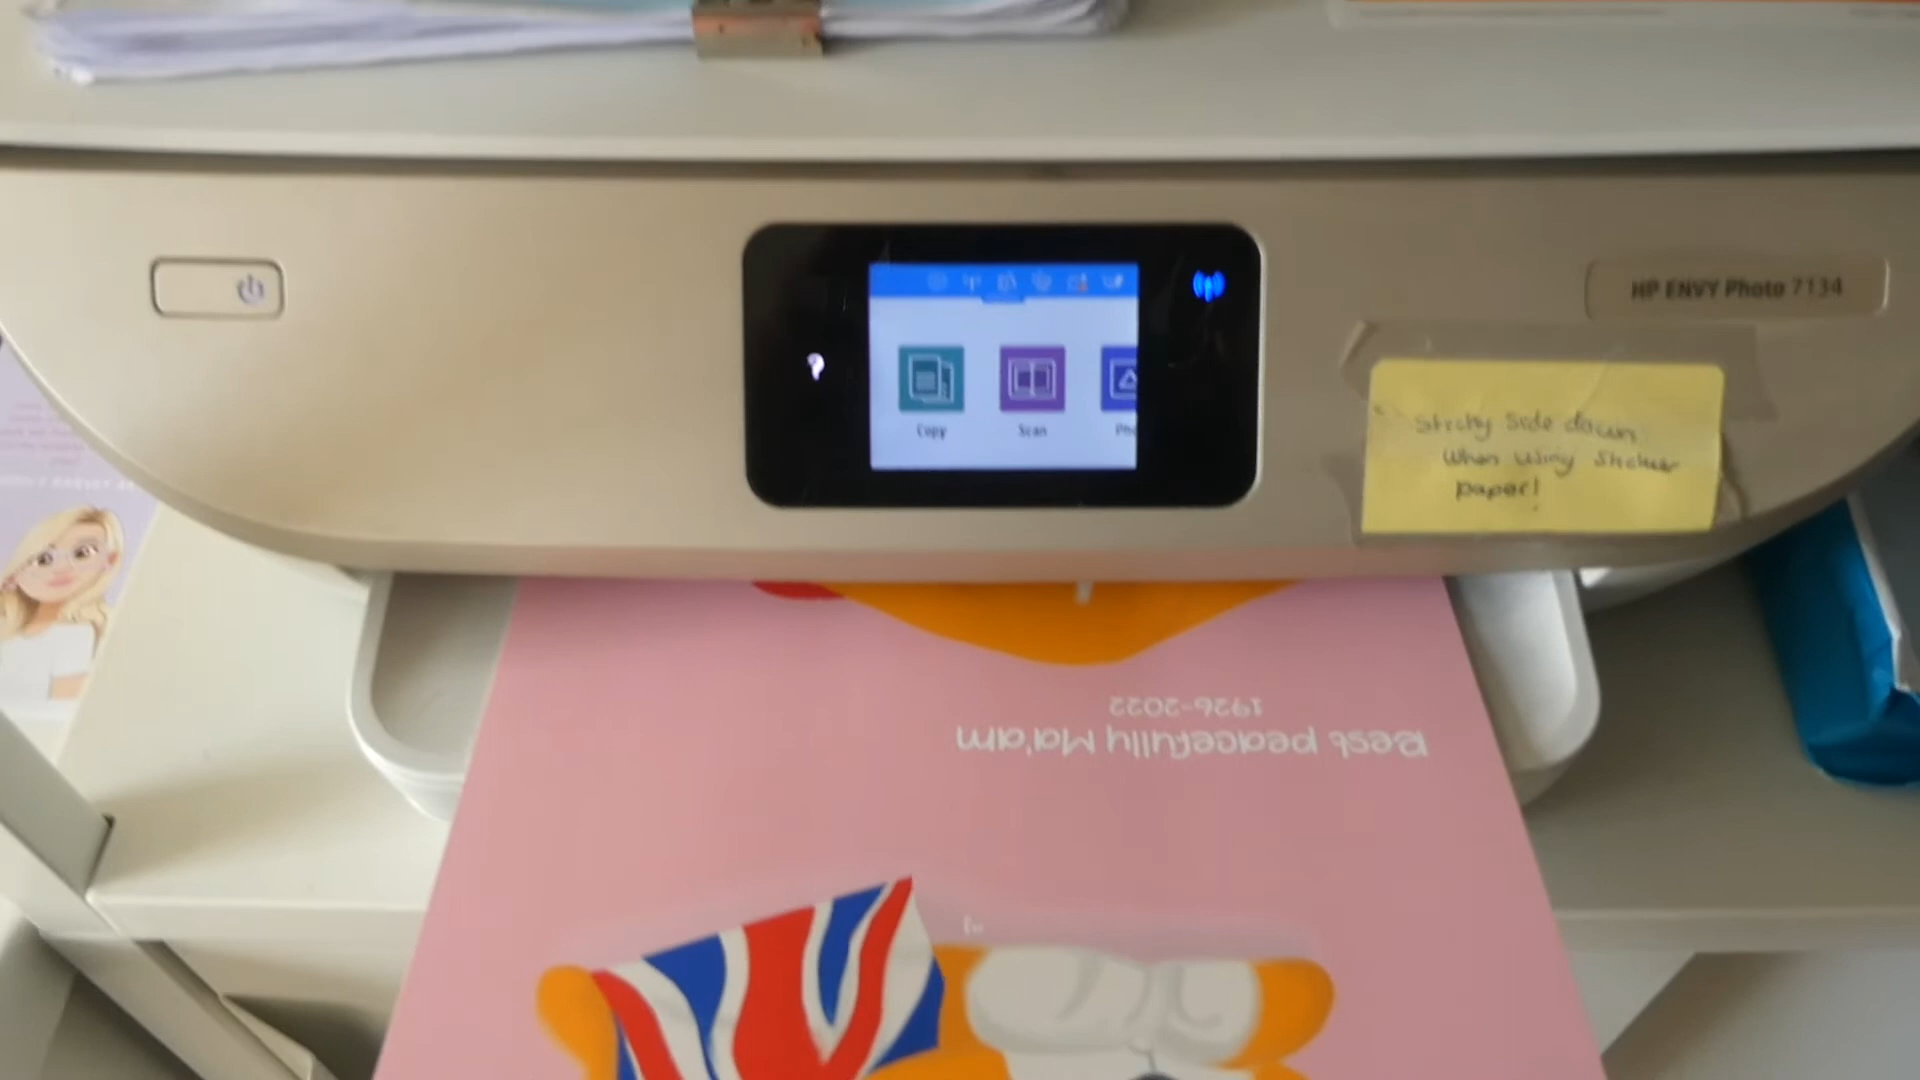 HP ENVY Photo 7134
Copy
Scan
Pho
Sticky side down
when using sticker
paper!
Rest peacefully Ma'am
1926-2022